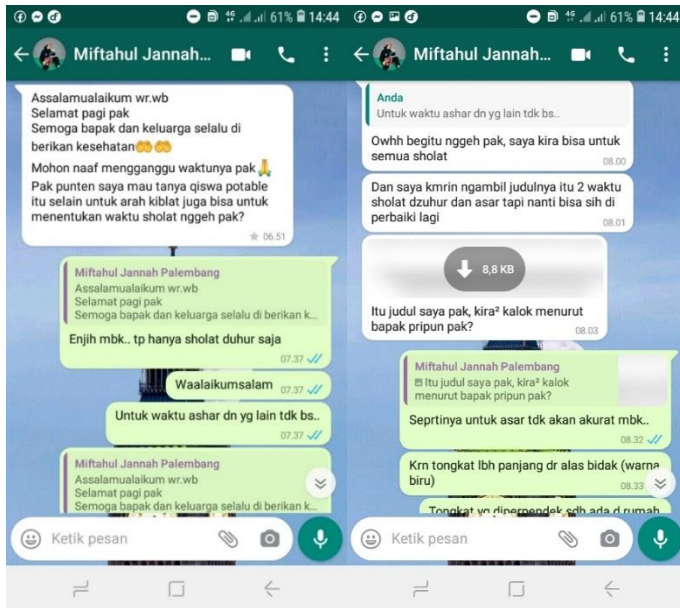 4G 61% 14:44
Miftahul Jannah...
Assalamualaikum wr.wb
Selamat pagi pak
Semoga bapak dan keluarga selalu di
berikan kesehatan
Mohon naaf mengganggu waktunya pak
Pak punten saya mau tanya qiswa potable
itu selain untuk arah kiblat juga bisa untuk
menentukan waktu sholat nggeh pak?
06.51
Miftahul Jannah Palembang
Assalamualaikum wr.wb
Selamat pagi pak
Semoga bapak dan keluarga selalu di berikan k...
Enjih mbk.. tp hanya sholat duhur saja
07.37
Waalaikumsalam 07.37
Untuk waktu ashar dn yg lain tdk bs..
07.37
Miftahul Jannah Palembang
Assalamualaikum wr.wb
Selamat pagi pak
Semoga bapak dan keluarga selalu di berikan k...
Ketik pesan
4G 61% 14:44
Miftahul Jannah...
Anda
Untuk waktu ashar dn yg lain tdk bs..
Owhh begitu nggeh pak, saya kira bisa untuk
semua sholat
08.00
Dan saya kmrin ngambil judulnya itu 2 waktu
sholat dzuhur dan asar tapi nanti bisa sih di
perbaiki lagi
08.01
8,8 KB
Itu judul saya pak, kira² kalok menurut
bapak pripun pak?
08.03
Miftahul Jannah Palembang
Itu judul saya pak, kira² kalok
menurut bapak pripun pak?
Seprtinya untuk asar tdk akan akurat mbk..
08.32
Krn tongkat lbh panjang dr alas bidak (warna
biru)
08.33
Tongkat yg diperpendek sdh ada d rumah
Ketik pesan